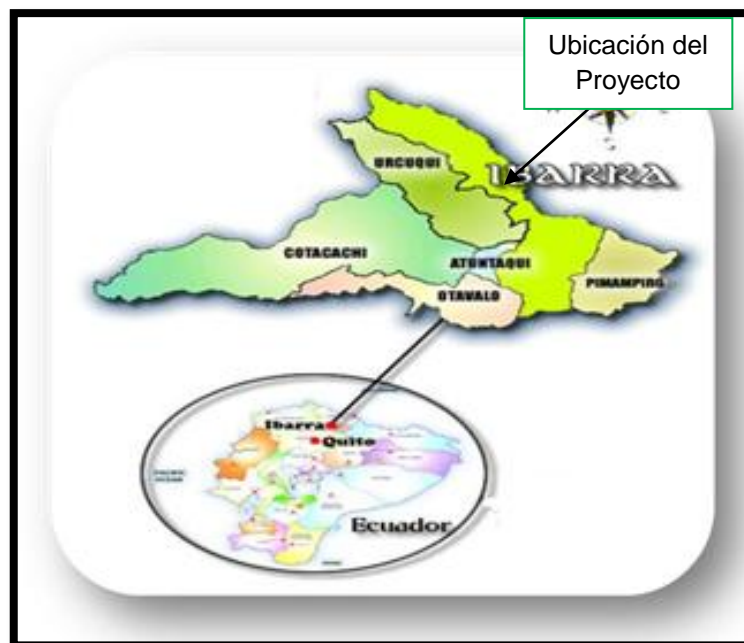 Ubicación del
Proyecto
URCUQUI
IBARRA
COTACACHI
ATUNTAQUI
OTAVALO
PIMAMPIRO
Ibarra
Quito
Ecuador